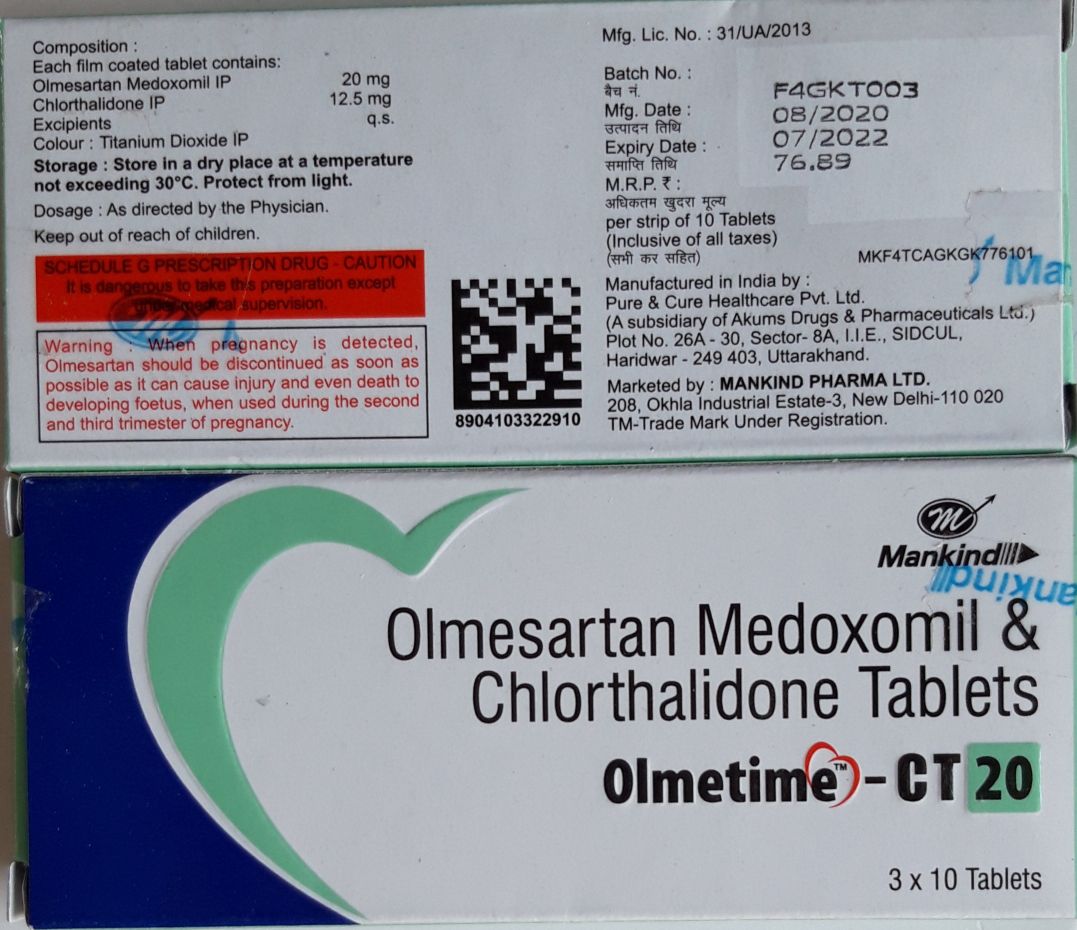 Composition :
Each film coated tablet contains:
Olmesartan Medoxomil IP 20 mg
Chlorthalidone IP 12.5 mg
Excipients q.s.
Colour : Titanium Dioxide IP
Storage : Store in a dry place at a temperature
not exceeding 30°C. Protect from light.
Dosage : As directed by the Physician.
Keep out of reach of children.
SCHEDULE G PRESCRIPTION DRUG - CAUTION
It is dangerous to take this preparation except
under medical supervision.
Warning : When pregnancy is detected,
Olmesartan should be discontinued as soon as
possible as it can cause injury and even death to
developing foetus, when used during the second
and third trimester of pregnancy.
8904103322910
Mfg. Lic. No. : 31/UA/2013
Batch No. : F4GKT003
बैच नं.
Mfg. Date : 08/2020
उत्पादन तिथि
Expiry Date : 07/2022
समाप्ति तिथि 76.89
M.R.P. ₹ :
अधिकतम खुदरा मूल्य
per strip of 10 Tablets
(Inclusive of all taxes)
(सभी कर सहित)
MKF4TCAGKGK776101
Ma
Manufactured in India by :
Pure & Cure Healthcare Pvt. Ltd.
(A subsidiary of Akums Drugs & Pharmaceuticals Ltd.)
Plot No. 26A - 30, Sector- 8A, I.I.E., SIDCUL,
Haridwar - 249 403, Uttarakhand.
Marketed by : MANKIND PHARMA LTD.
208, Okhla Industrial Estate-3, New Delhi-110 020
TM-Trade Mark Under Registration.
m
Mankind
ankind
Olmesartan Medoxomil &
Chlorthalidone Tablets
Olmetime™-CT 20
3 x 10 Tablets